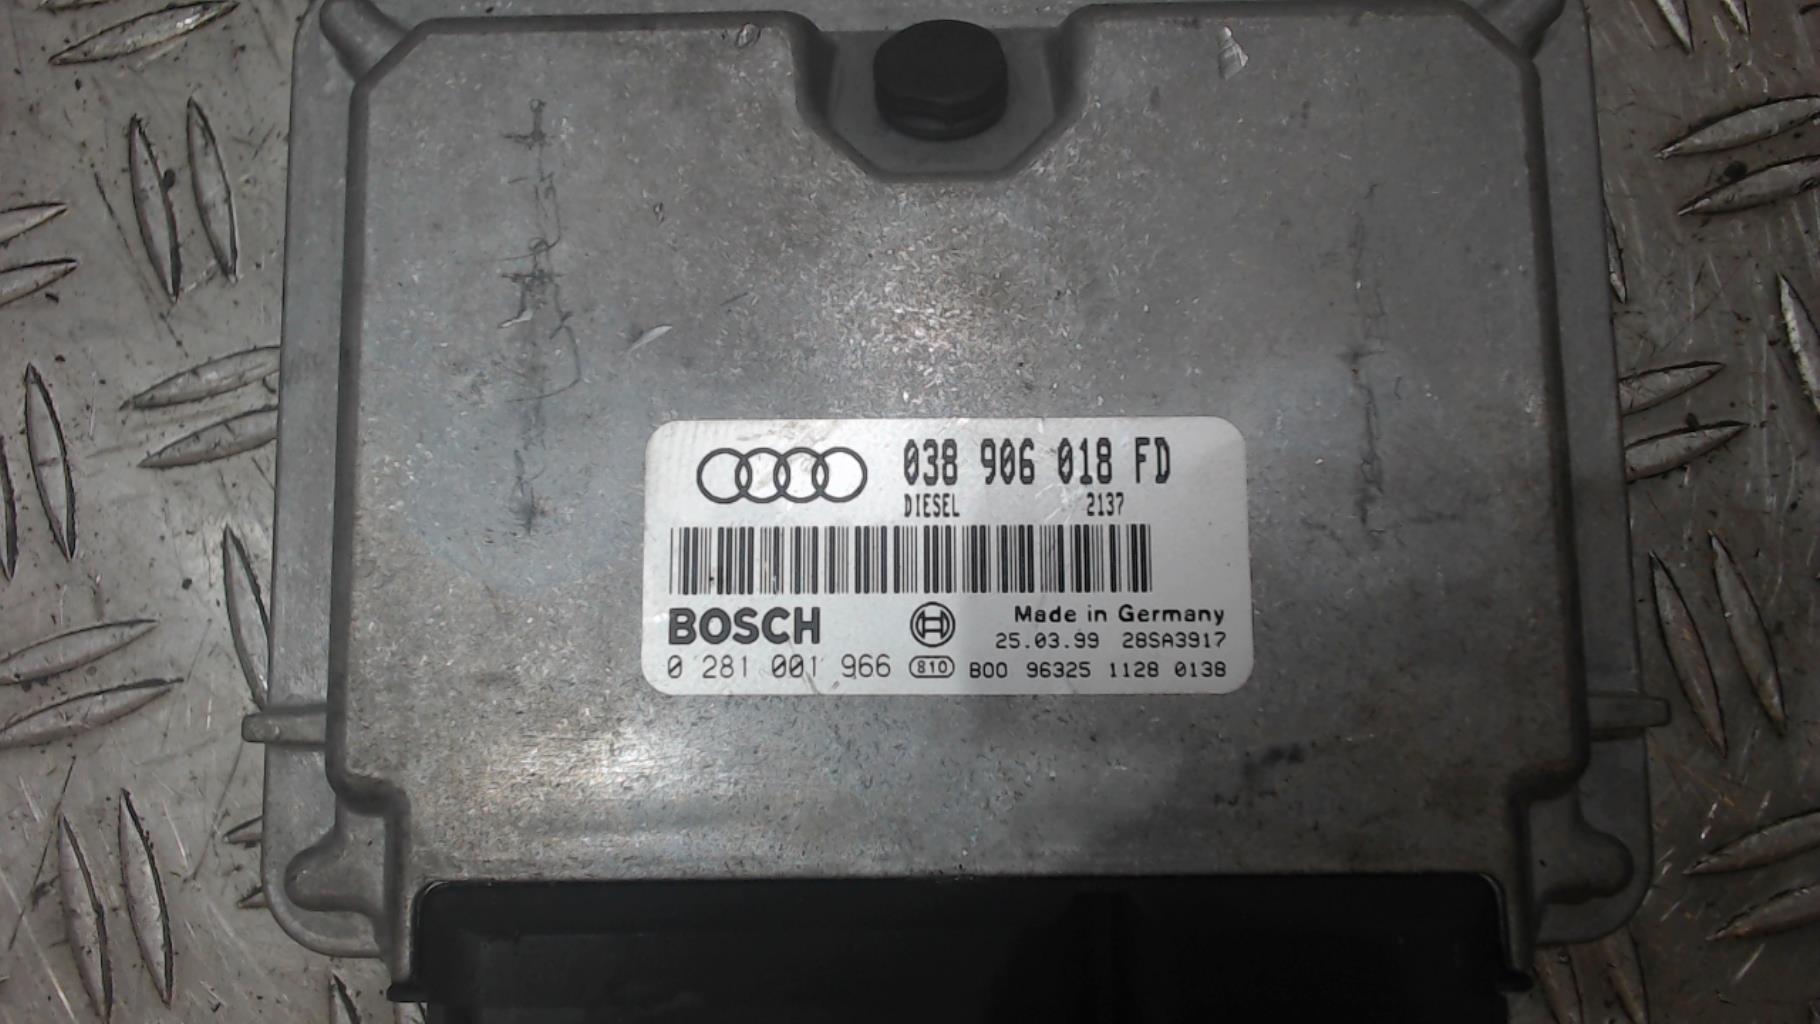 038 906 018 FD
DIESEL 2137
BOSCH
Made in Germany
25.03.99 28SA3917
0 281 001 966 810 B00 96325 1128 0138